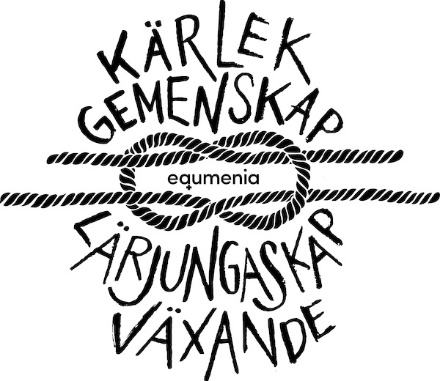 KÄRLEK
GEMENSKAP
equmenia
LÄRJUNGASKAP
VÄXANDE